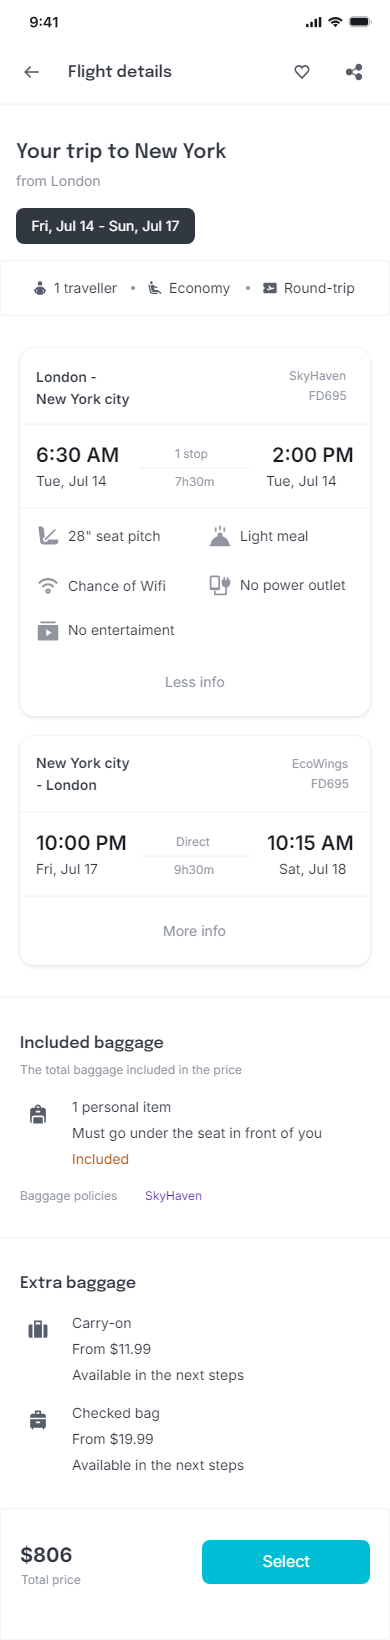 9:41
Flight details
Your trip to New York
from London
Fri, Jul 14 - Sun, Jul 17
1 traveller • Economy • Round-trip
London -
New York city
SkyHaven
FD695
6:30 AM
Tue, Jul 14
1 stop
7h30m
2:00 PM
Tue, Jul 14
28" seat pitch
Light meal
Chance of Wifi
No power outlet
No entertaiment
Less info
New York city
- London
EcoWings
FD695
10:00 PM
Fri, Jul 17
Direct
9h30m
10:15 AM
Sat, Jul 18
More info
Included baggage
The total baggage included in the price
1 personal item
Must go under the seat in front of you
Included
Baggage policies SkyHaven
Extra baggage
Carry-on
From $11.99
Available in the next steps
Checked bag
From $19.99
Available in the next steps
$806
Total price
Select